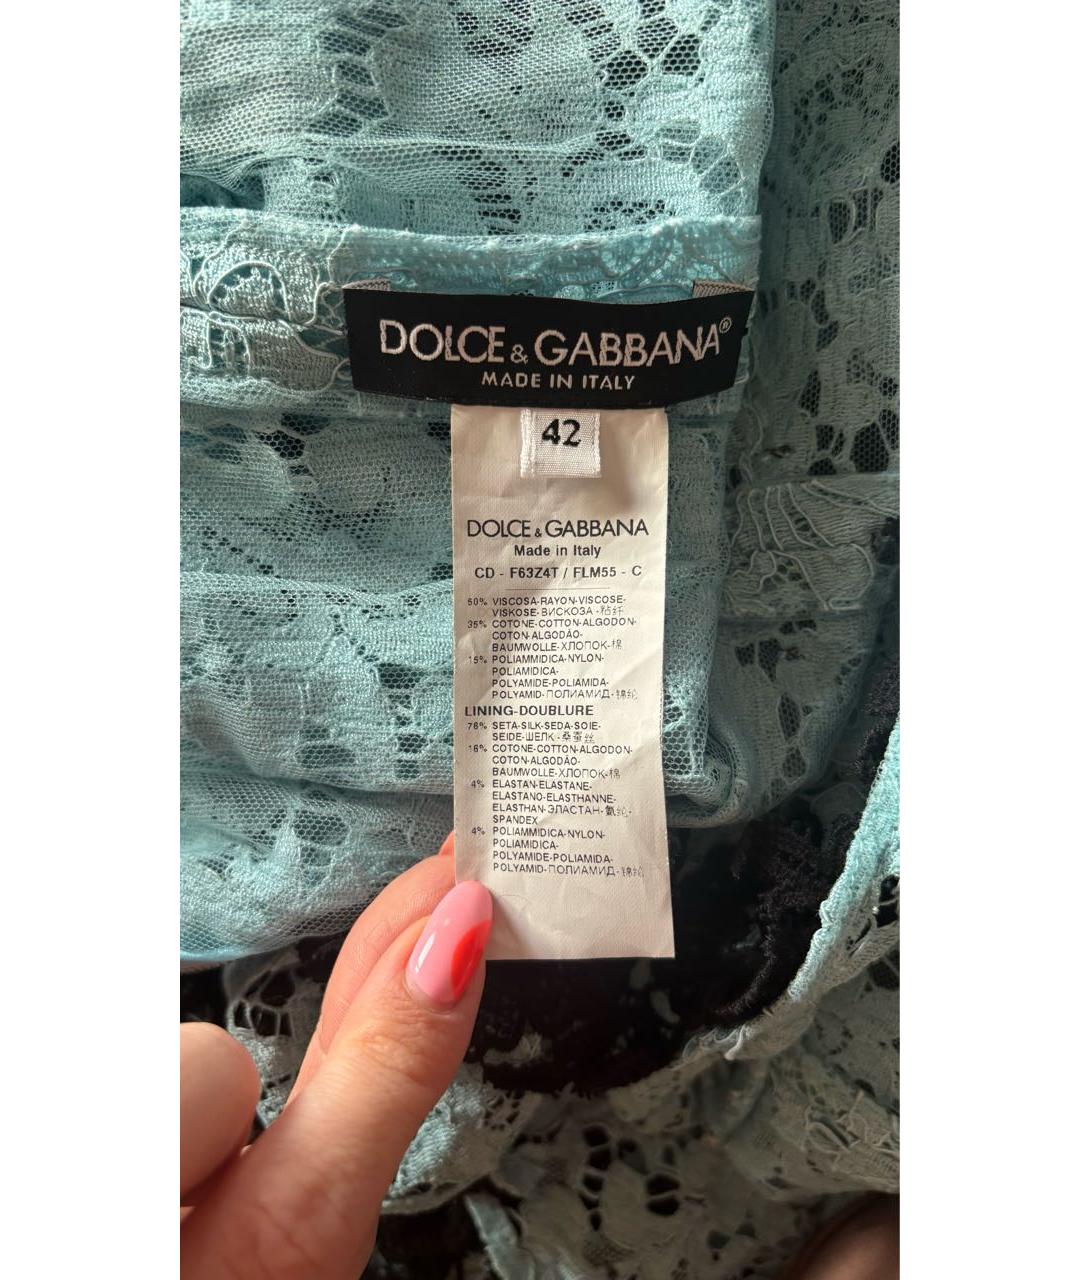 DOLCE & GABBANA®
MADE IN ITALY
42
DOLCE & GABBANA
Made in Italy
CD - F63Z4T / FLM55 - C
50% VISCOSA-RAYON-VISCOSE-
VISKOSE-ВИСКОЗА-粘纤
35% COTONE-COTTON-ALGODON-
COTON-ALGODÃO-
BAUMWOLLE-ХЛОПОК-棉
15% POLIAMMIDICA-NYLON-
POLIAMIDICA-
POLYAMIDE-POLIAMIDA-
POLYAMID-ПОЛИАМИД-锦纶
LINING-DOUBLURE
76% SETA-SILK-SEDA-SOIE-
SEIDE-ШЕЛК-桑蚕丝
16% COTONE-COTTON-ALGODON-
COTON-ALGODÃO-
BAUMWOLLE-ХЛОПОК-棉
4% ELASTAN-ELASTANE-
ELASTANO-ELASTHANNE-
ELASTHAN-ЭЛАСТАН-氨纶-
SPANDEX
4% POLIAMMIDICA-NYLON-
POLIAMIDICA-
POLYAMIDE-POLIAMIDA-
POLYAMID-ПОЛИАМИД-锦纶